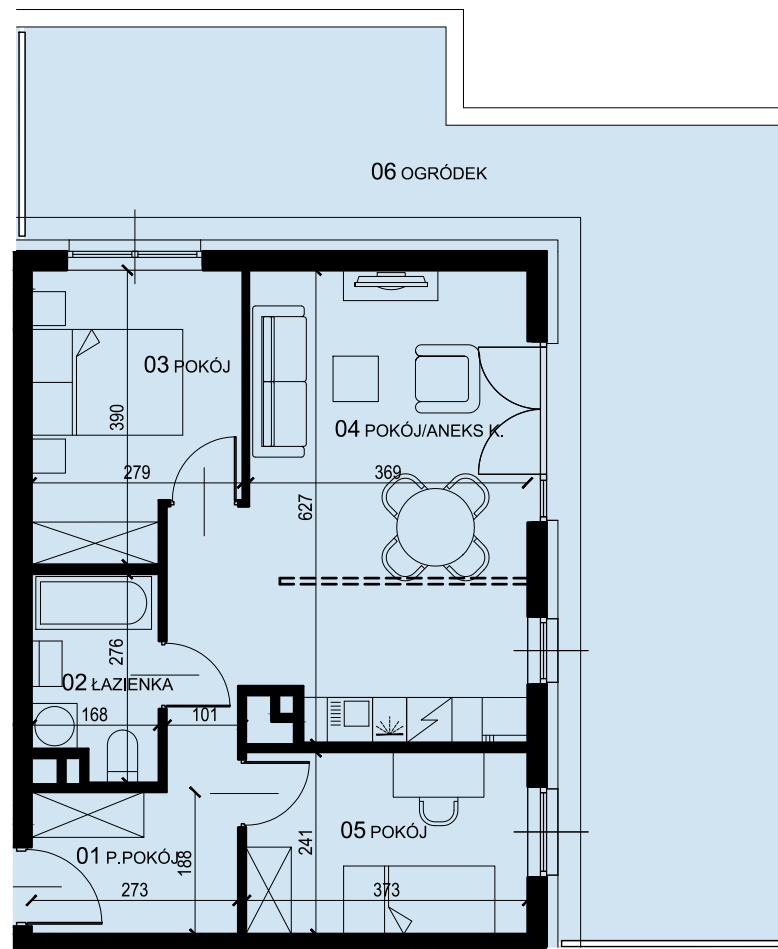 06 OGRÓDEK
03 POKÓJ
390
279
04 POKÓJ/ANEKS K.
369
627
276
02 ŁAZIENKA
168
101
05 POKÓJ
241
01 P.POKÓJ
188
273
373